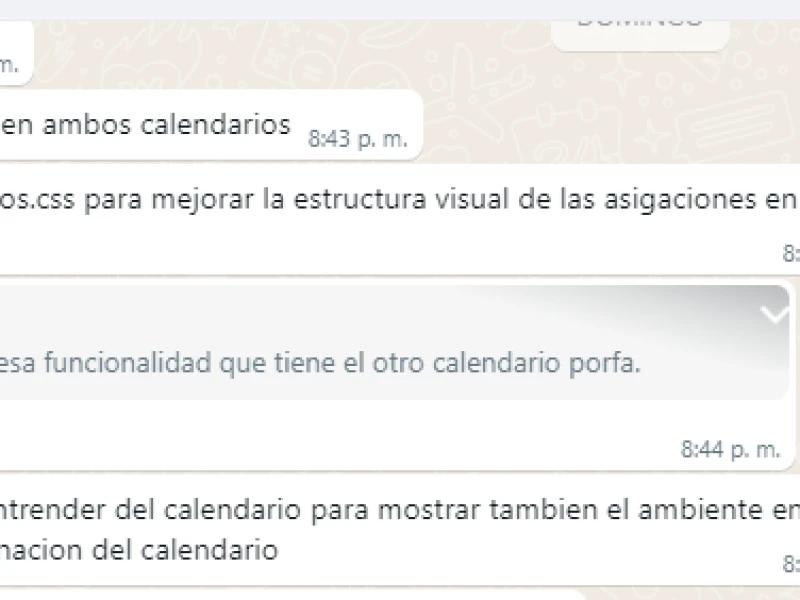 DOMINGO
m.
en ambos calendarios
8:43 p. m.
os.css para mejorar la estructura visual de las asigaciones en
8:
esa funcionalidad que tiene el otro calendario porfa.
8:44 p. m.
ntrender del calendario para mostrar tambien el ambiente en
nacion del calendario
8: